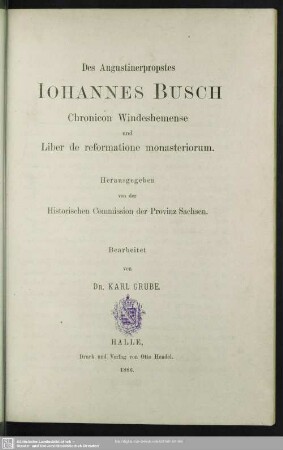 Des Augustinerpropstes
IOHANNES BUSCH
Chronicon Windeshemense
und
Liber de reformatione monasteriorum.
Herausgegeben
von der
Historischen Commission der Provinz Sachsen.
Bearbeitet
von
DR. KARL GRUBE.
HALLE,
Druck und Verlag von Otto Hendel.